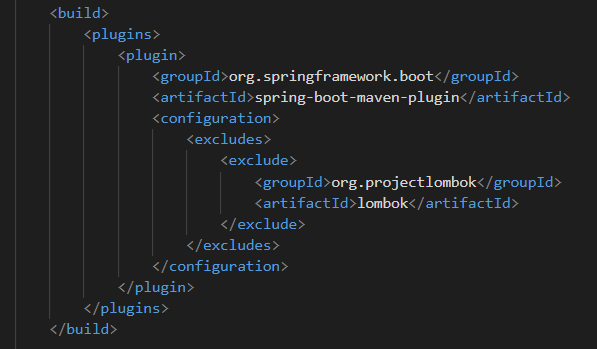 <build>
<plugins>
<plugin>
<groupId>org.springframework.boot</groupId>
<artifactId>spring-boot-maven-plugin</artifactId>
<configuration>
<excludes>
<exclude>
<groupId>org.projectlombok</groupId>
<artifactId>lombok</artifactId>
</exclude>
</excludes>
</configuration>
</plugin>
</plugins>
</build>